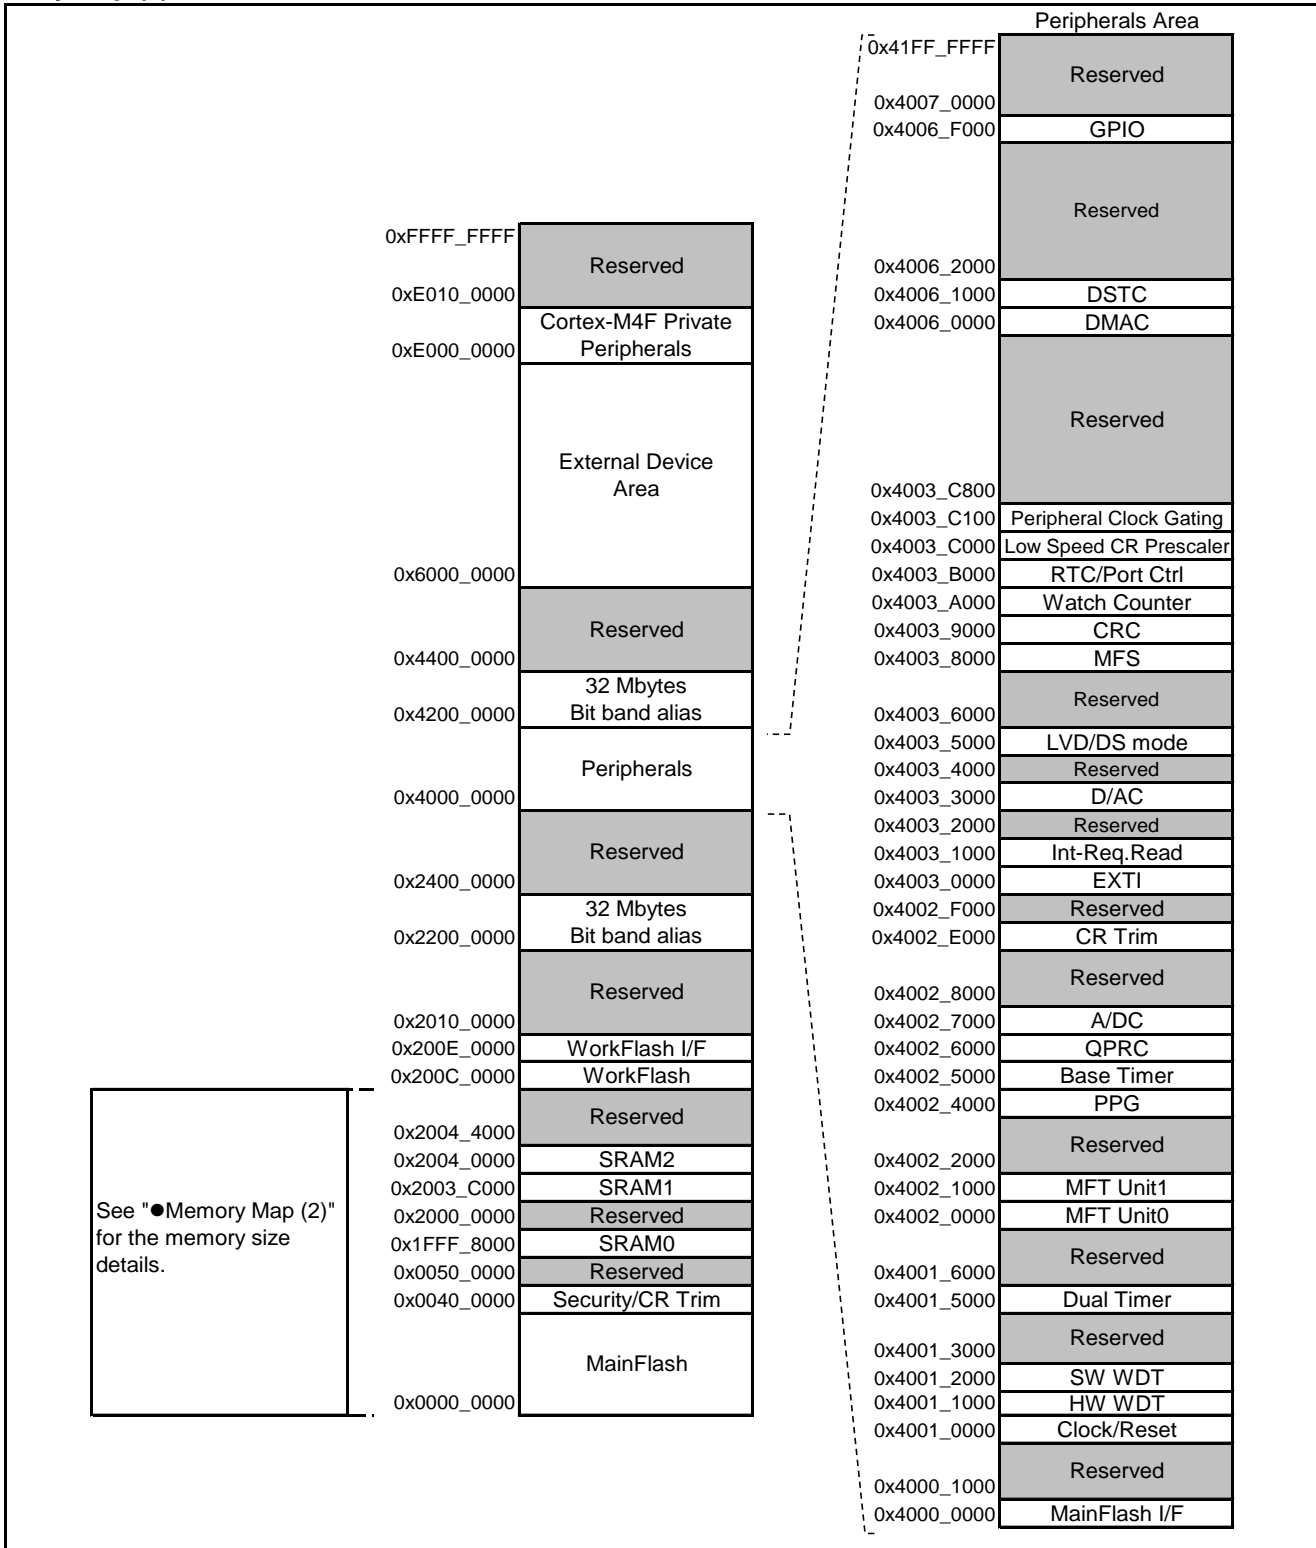 0xFFFF_FFFF
Reserved
0xE010_0000
Cortex-M4F Private
Peripherals
0xE000_0000
External Device
Area
0x6000_0000
Reserved
0x4400_0000
32 Mbytes
Bit band alias
0x4200_0000
Peripherals
0x4000_0000
Reserved
0x2400_0000
32 Mbytes
Bit band alias
0x2200_0000
Reserved
0x2010_0000
0x200E_0000 WorkFlash I/F
0x200C_0000 WorkFlash
Reserved
0x2004_4000
0x2004_0000 SRAM2
0x2003_C000 SRAM1
0x2000_0000 Reserved
0x1FFF_8000 SRAM0
0x0050_0000 Reserved
0x0040_0000 Security/CR Trim
MainFlash
0x0000_0000
See "●Memory Map (2)"
for the memory size
details.
Peripherals Area
0x41FF_FFFF
Reserved
0x4007_0000
0x4006_F000 GPIO
Reserved
0x4006_2000
0x4006_1000 DSTC
0x4006_0000 DMAC
Reserved
0x4003_C800
0x4003_C100 Peripheral Clock Gating
0x4003_C000 Low Speed CR Prescaler
0x4003_B000 RTC/Port Ctrl
0x4003_A000 Watch Counter
0x4003_9000 CRC
0x4003_8000 MFS
Reserved
0x4003_6000
0x4003_5000 LVD/DS mode
0x4003_4000 Reserved
0x4003_3000 D/AC
0x4003_2000 Reserved
0x4003_1000 Int-Req.Read
0x4003_0000 EXTI
0x4002_F000 Reserved
0x4002_E000 CR Trim
Reserved
0x4002_8000
0x4002_7000 A/DC
0x4002_6000 QPRC
0x4002_5000 Base Timer
0x4002_4000 PPG
Reserved
0x4002_2000
0x4002_1000 MFT Unit1
0x4002_0000 MFT Unit0
Reserved
0x4001_6000
0x4001_5000 Dual Timer
Reserved
0x4001_3000
0x4001_2000 SW WDT
0x4001_1000 HW WDT
0x4001_0000 Clock/Reset
Reserved
0x4000_1000
0x4000_0000 MainFlash I/F